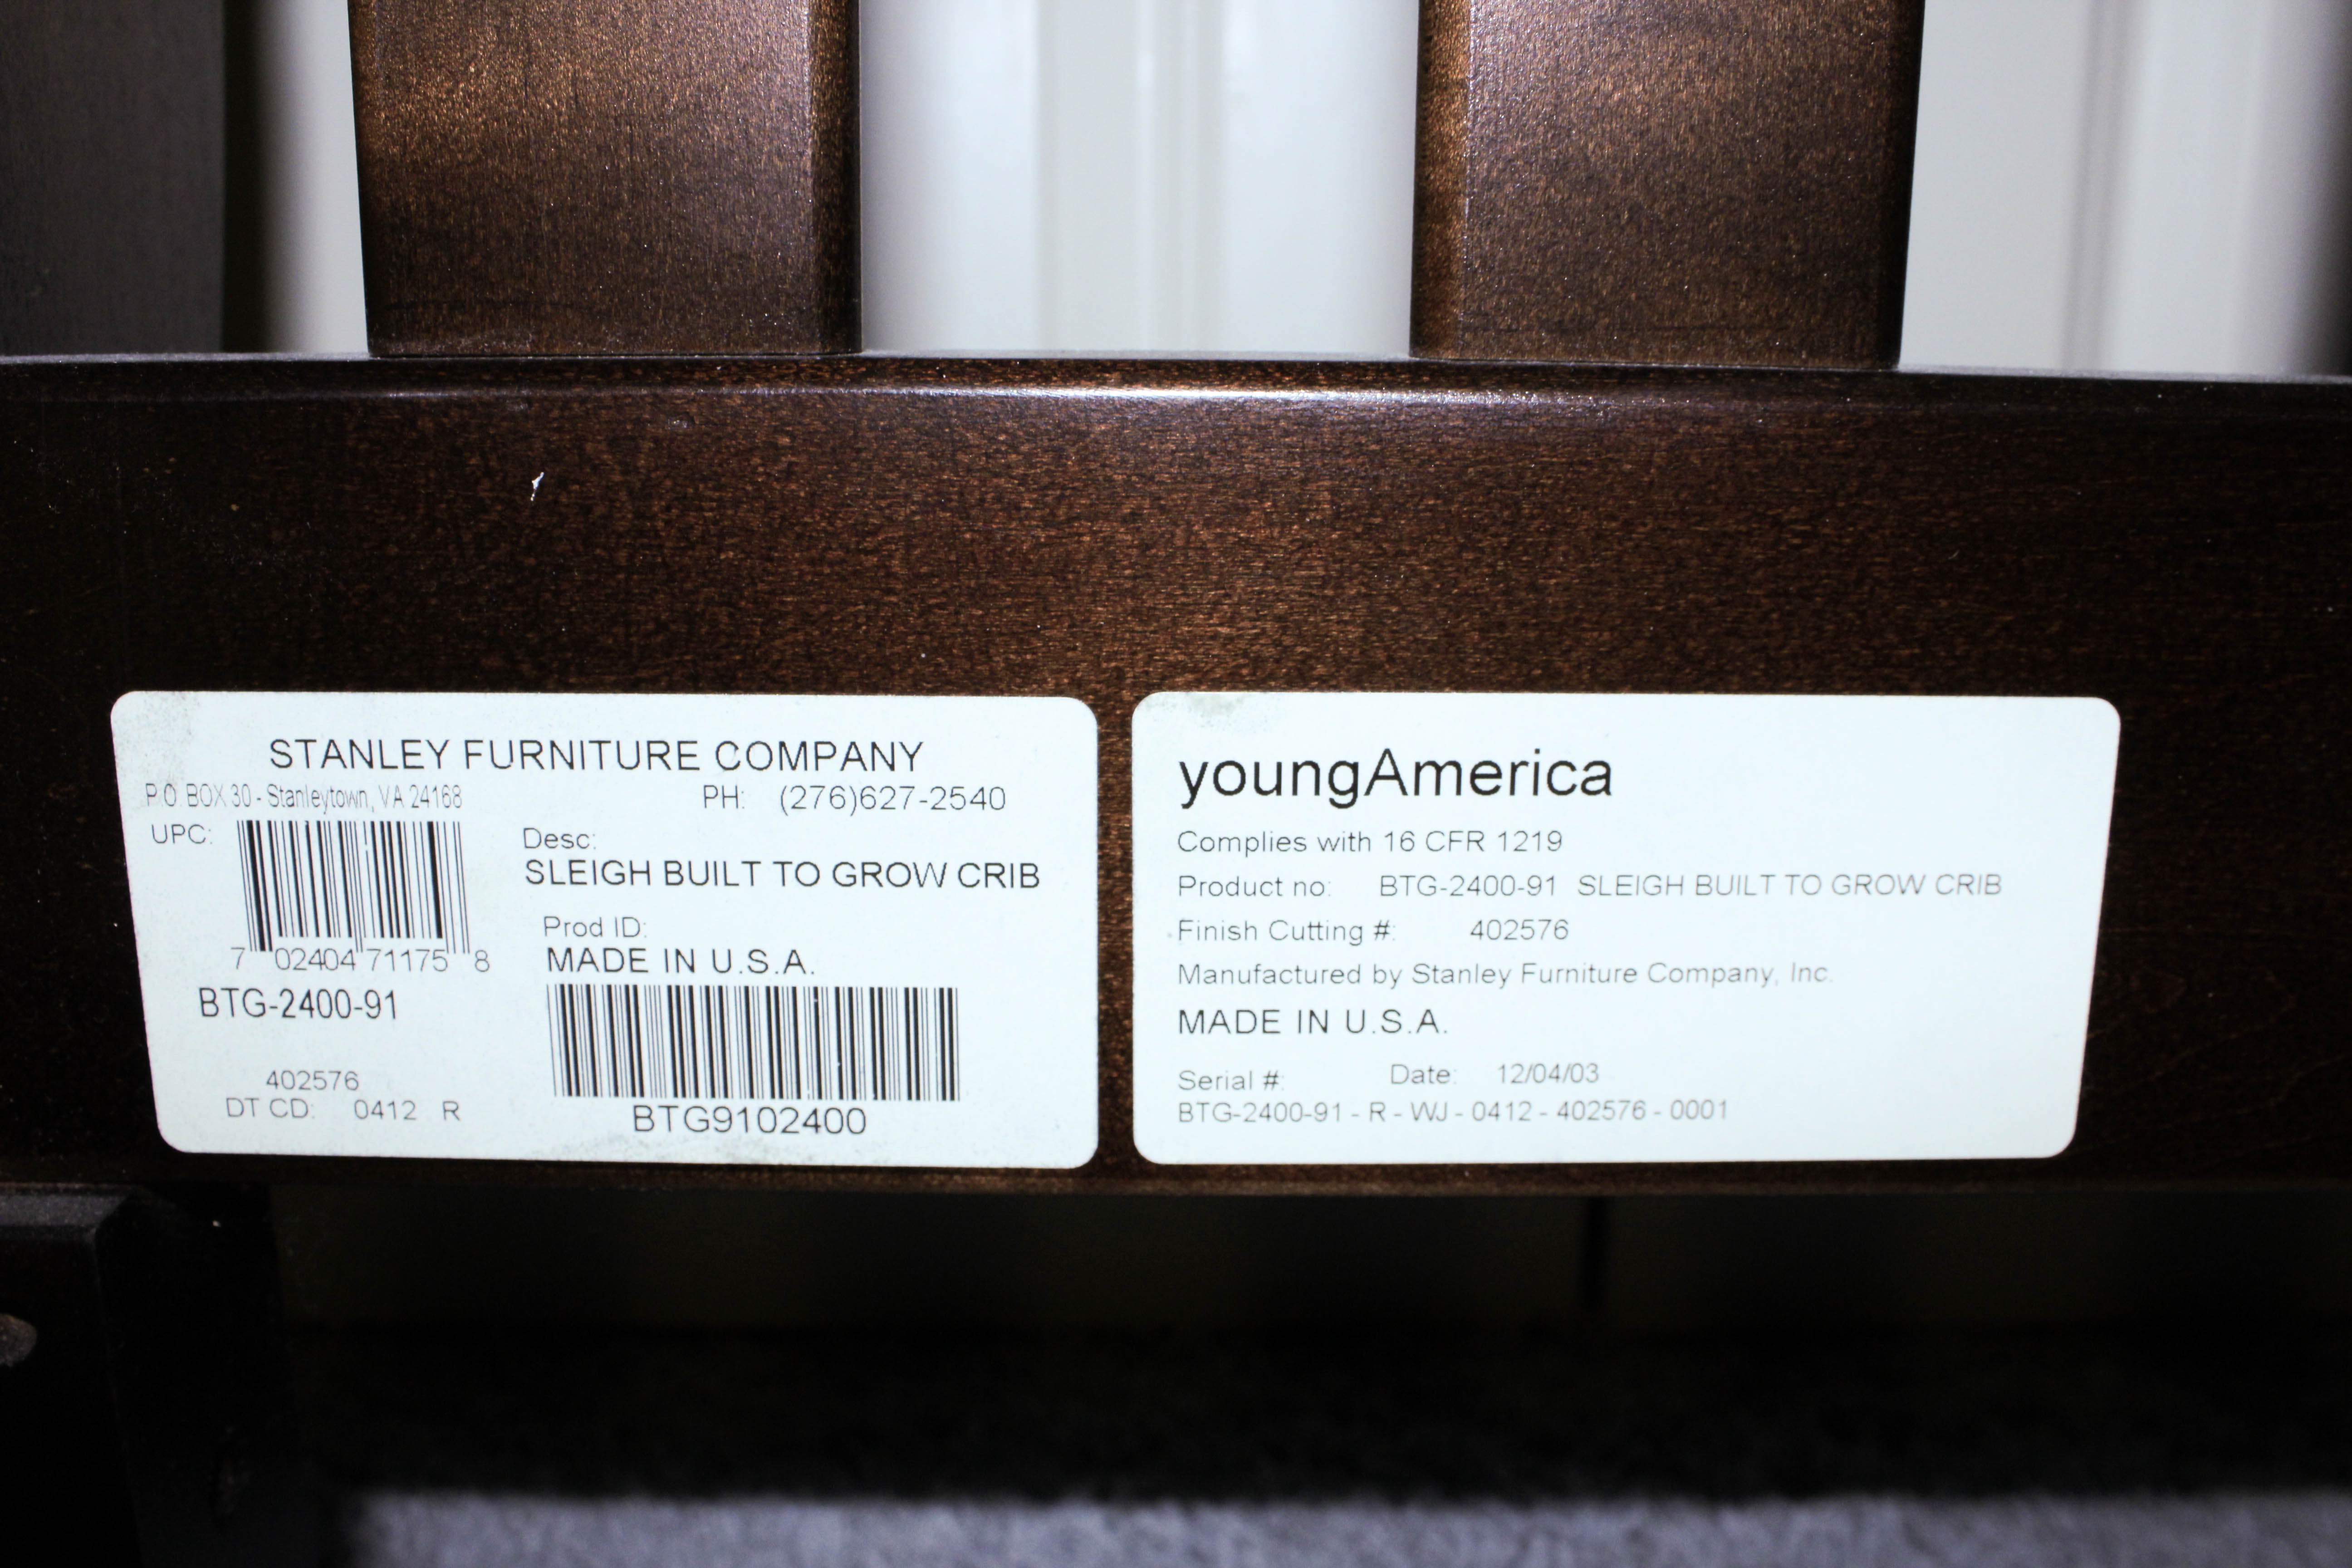 STANLEY FURNITURE COMPANY
P.O. BOX 30 - Stanleytown, VA 24168 PH: (276)627-2540
UPC:
7 02404 71175 8
BTG-2400-91
402576
DT CD: 0412 R
Desc:
SLEIGH BUILT TO GROW CRIB
Prod ID:
MADE IN U.S.A.
BTG9102400
youngAmerica
Complies with 16 CFR 1219
Product no: BTG-2400-91 SLEIGH BUILT TO GROW CRIB
Finish Cutting #: 402576
Manufactured by Stanley Furniture Company, Inc.
MADE IN U.S.A.
Serial #: Date: 12/04/03
BTG-2400-91 - R - WJ - 0412 - 402576 - 0001